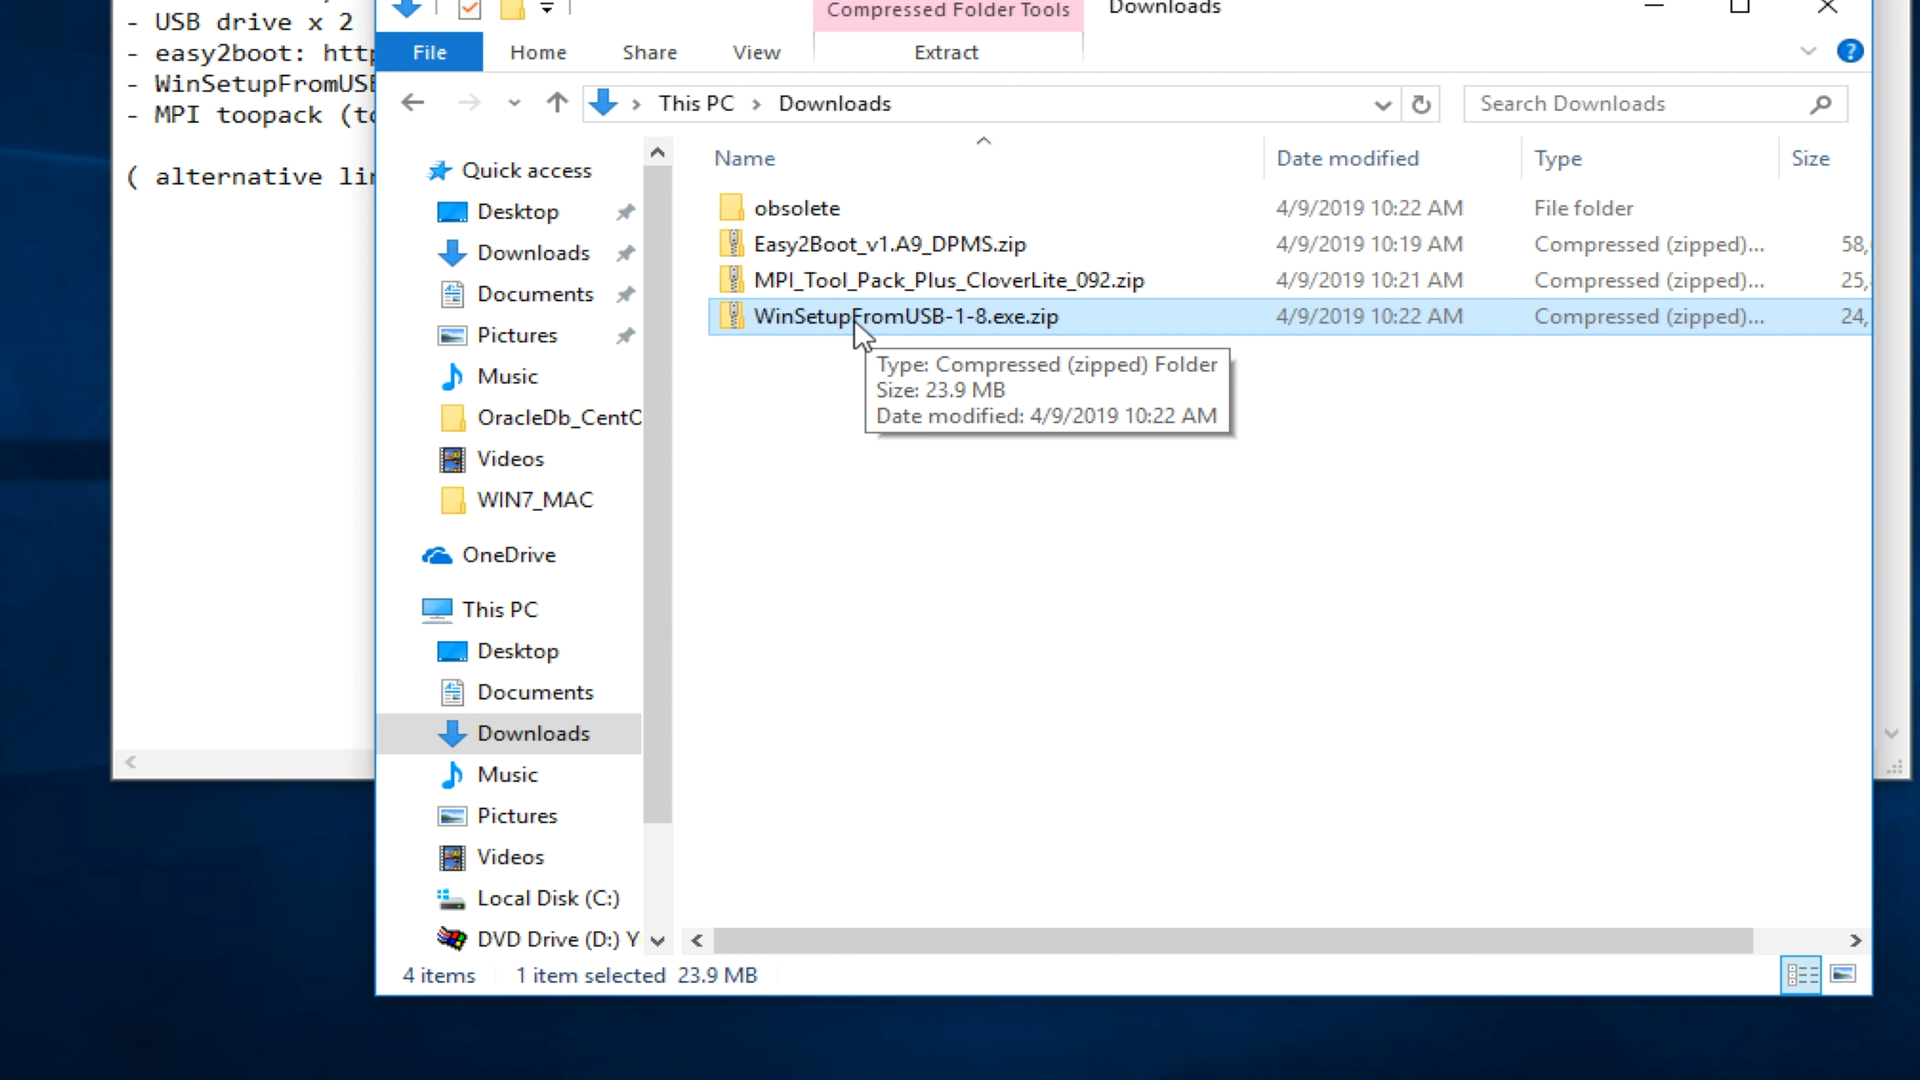 - USB drive x 2
- easy2boot: http
- WinSetupFromUSB
- MPI toopack (to
( alternative lin
Compressed Folder Tools
Downloads
File
Home
Share
View
Extract
This PC > Downloads
Search Downloads
Name
Date modified
Type
Size
obsolete
4/9/2019 10:22 AM
File folder
Easy2Boot_v1.A9_DPMS.zip
4/9/2019 10:19 AM
Compressed (zipped)...
58,
MPI_Tool_Pack_Plus_CloverLite_092.zip
4/9/2019 10:21 AM
Compressed (zipped)...
25,
WinSetupFromUSB-1-8.exe.zip
4/9/2019 10:22 AM
Compressed (zipped)...
24,
Type: Compressed (zipped) Folder
Size: 23.9 MB
Date modified: 4/9/2019 10:22 AM
Quick access
Desktop
Downloads
Documents
Pictures
Music
OracleDb_CentC
Videos
WIN7_MAC
OneDrive
This PC
Desktop
Documents
Downloads
Music
Pictures
Videos
Local Disk (C:)
DVD Drive (D:) Y
4 items
1 item selected 23.9 MB